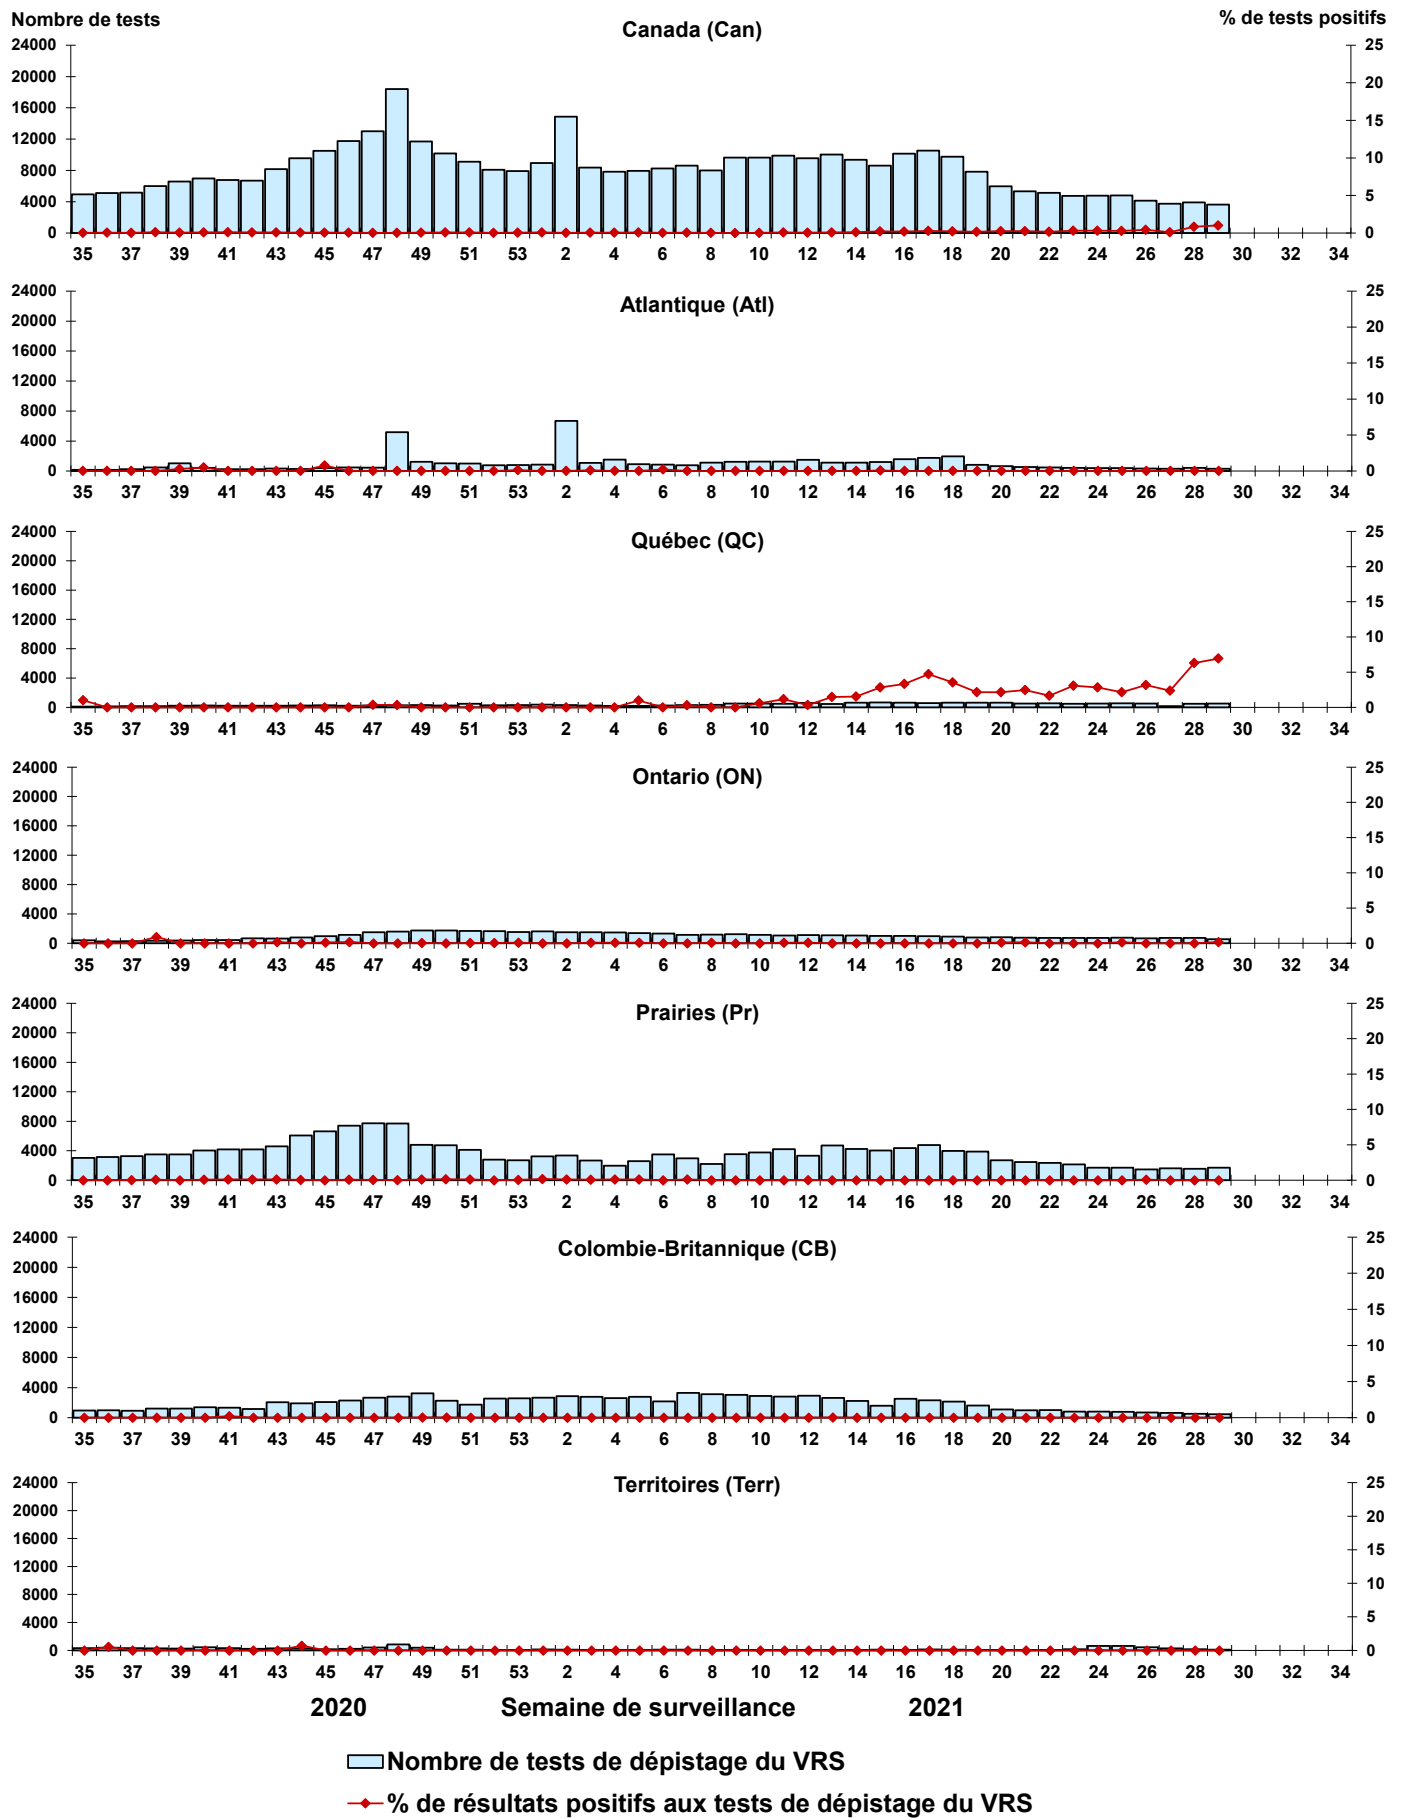 Nombre de tests
% de tests positifs
Canada (Can)
24000 20000 16000 12000 8000 4000 0
25 20 15 10 5 0
35 37 39 41 43 45 47 49 51 53 2 4 6 8 10 12 14 16 18 20 22 24 26 28 30 32 34
Atlantique (Atl)
24000 20000 16000 12000 8000 4000 0
25 20 15 10 5 0
35 37 39 41 43 45 47 49 51 53 2 4 6 8 10 12 14 16 18 20 22 24 26 28 30 32 34
Québec (QC)
24000 20000 16000 12000 8000 4000 0
25 20 15 10 5 0
35 37 39 41 43 45 47 49 51 53 2 4 6 8 10 12 14 16 18 20 22 24 26 28 30 32 34
Ontario (ON)
24000 20000 16000 12000 8000 4000 0
25 20 15 10 5 0
35 37 39 41 43 45 47 49 51 53 2 4 6 8 10 12 14 16 18 20 22 24 26 28 30 32 34
Prairies (Pr)
24000 20000 16000 12000 8000 4000 0
25 20 15 10 5 0
35 37 39 41 43 45 47 49 51 53 2 4 6 8 10 12 14 16 18 20 22 24 26 28 30 32 34
Colombie-Britannique (CB)
24000 20000 16000 12000 8000 4000 0
25 20 15 10 5 0
35 37 39 41 43 45 47 49 51 53 2 4 6 8 10 12 14 16 18 20 22 24 26 28 30 32 34
Territoires (Terr)
24000 20000 16000 12000 8000 4000 0
25 20 15 10 5 0
35 37 39 41 43 45 47 49 51 53 2 4 6 8 10 12 14 16 18 20 22 24 26 28 30 32 34
2020 Semaine de surveillance 2021
Nombre de tests de dépistage du VRS
% de résultats positifs aux tests de dépistage du VRS